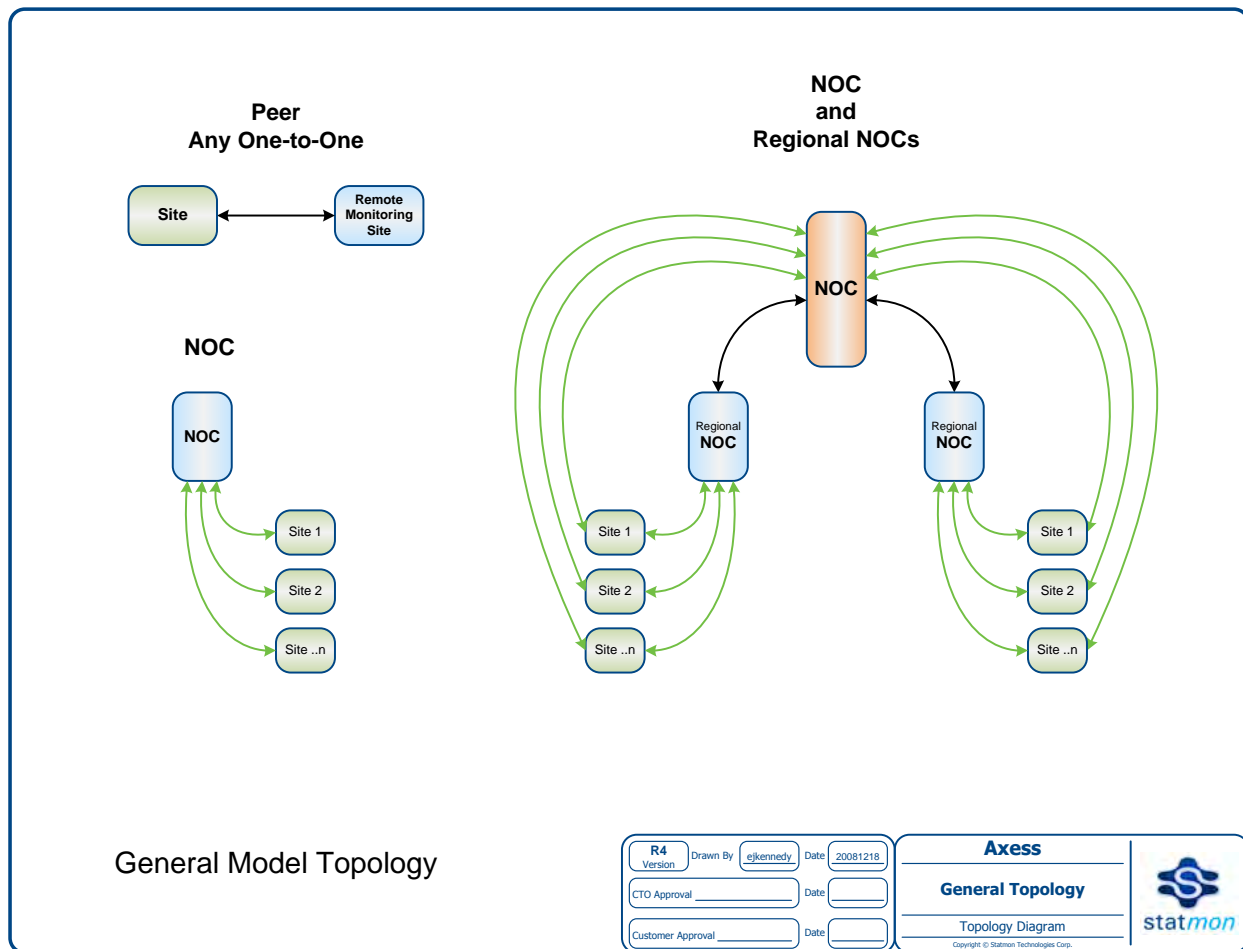 Peer
Any One-to-One
Site
Remote
Monitoring
Site
NOC
NOC
Site 1
Site 2
Site ..n
NOC
and
Regional NOCs
NOC
Regional
NOC
Regional
NOC
Site 1
Site 2
Site ..n
Site 1
Site 2
Site ..n
General Model Topology
R4
Version
Drawn By
ejkennedy
Date
20081218
CTO Approval
Date
Customer Approval
Date
Axess
General Topology
Topology Diagram
Copyright © Statmon Technologies Corp.
statmon